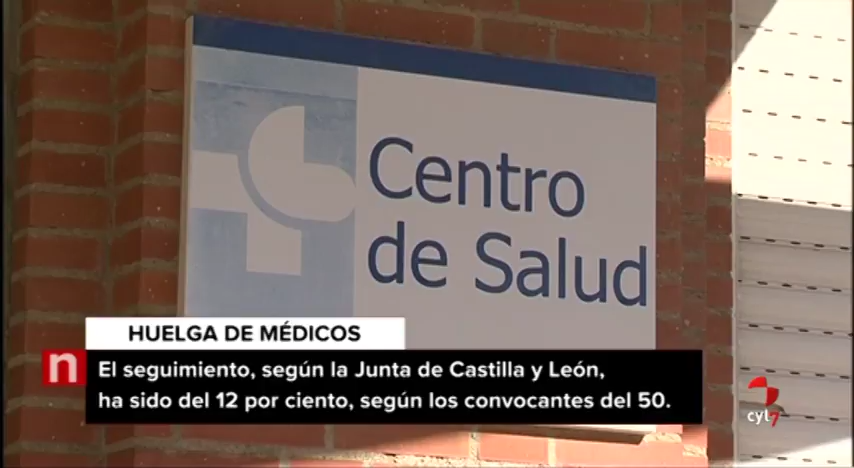 Centro
de Salud
HUELGA DE MÉDICOS
n
El seguimiento, según la Junta de Castilla y León,
ha sido del 12 por ciento, según los convocantes del 50.
cyl7